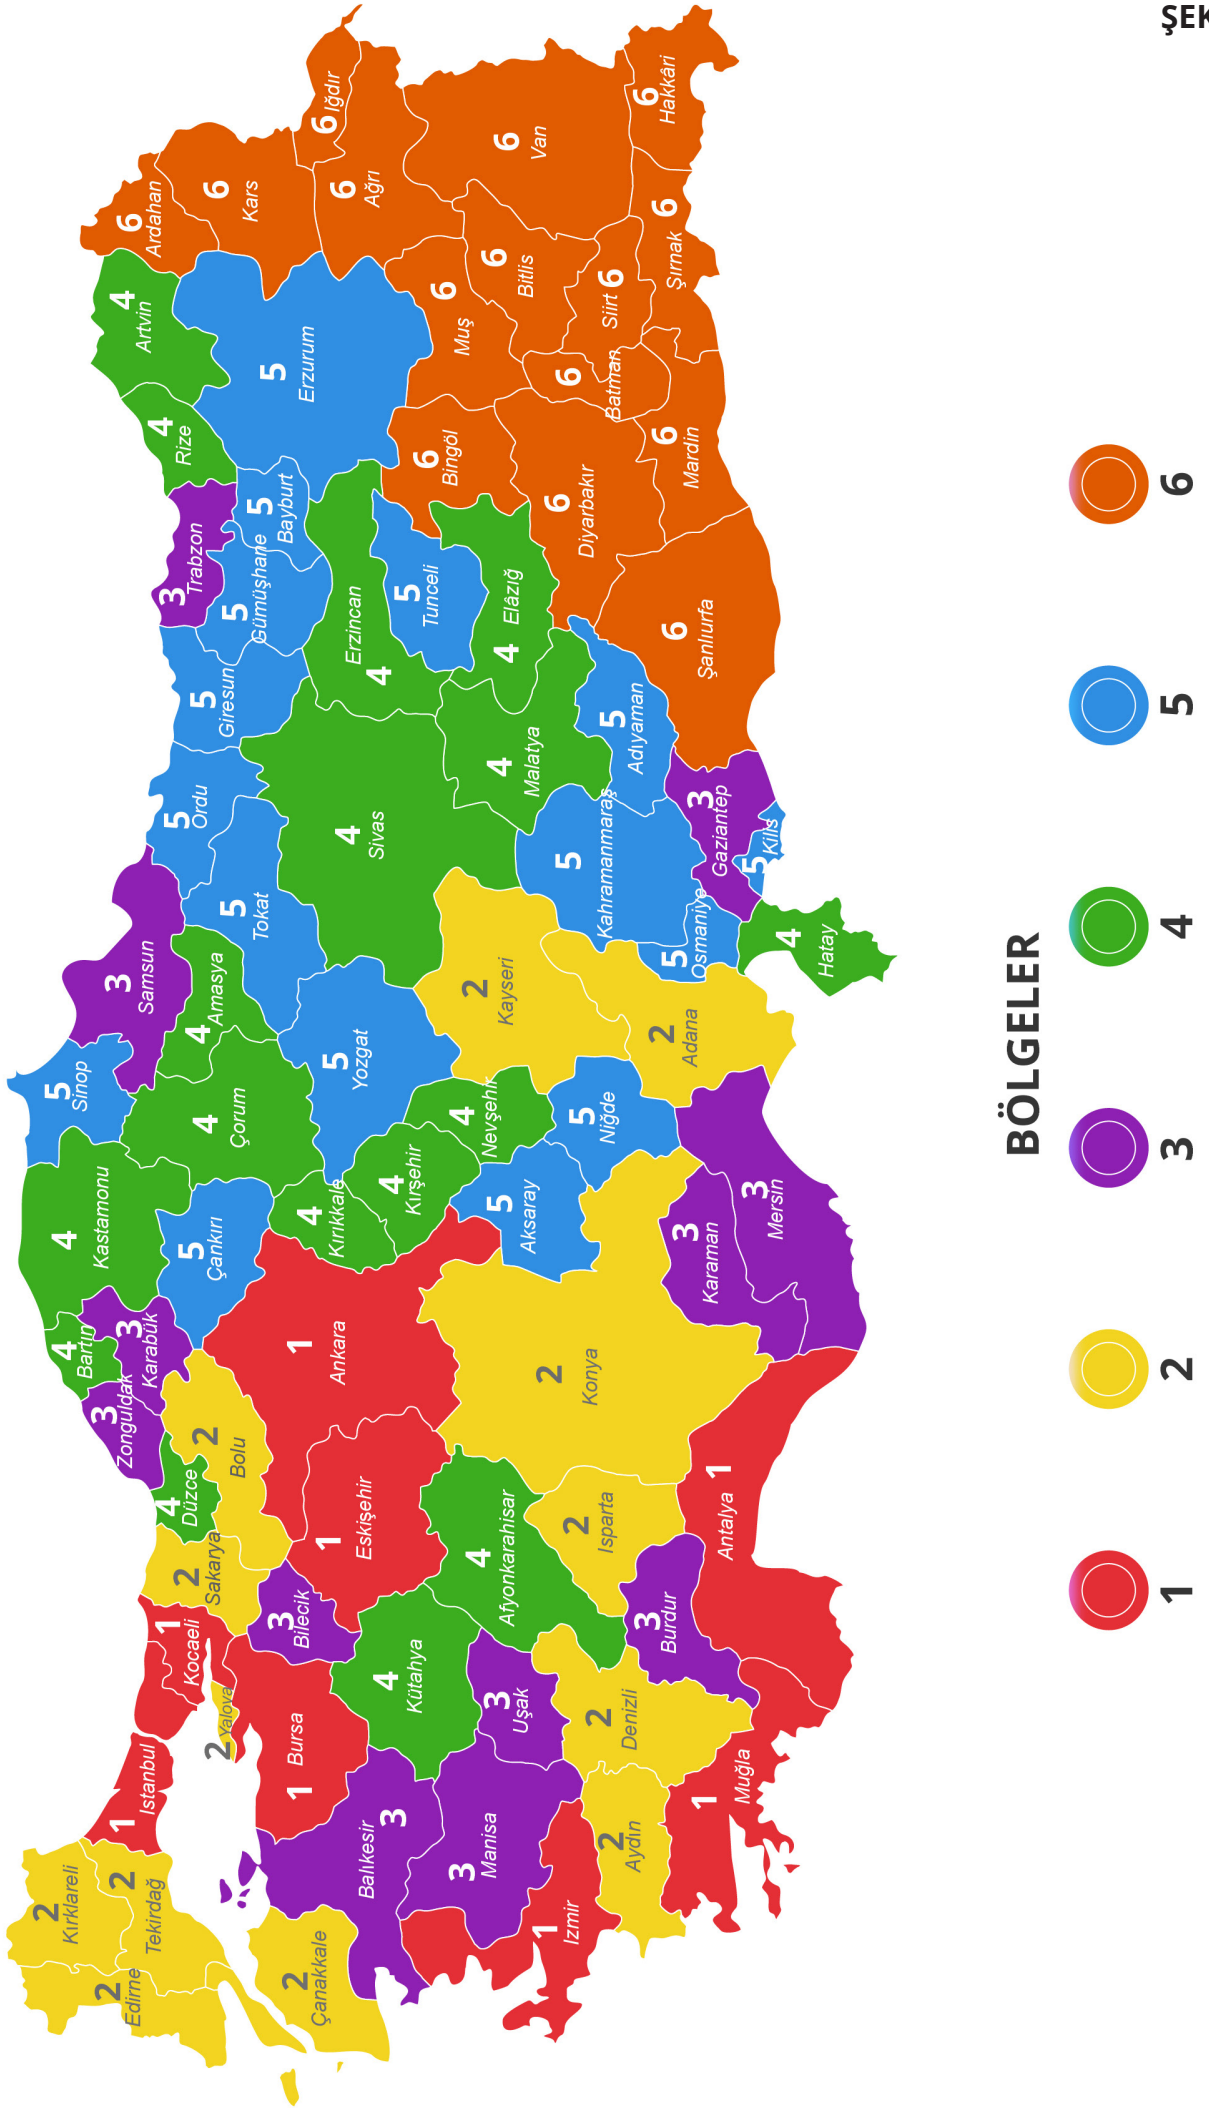 ŞEK
2 Kırklareli
2 Edirne
2 Tekirdağ
1 İstanbul
2 Çanakkale
3 Balıkesir
1 Bursa
2 Yalova
1 Kocaeli
2 Sakarya
4 Düzce
2 Bolu
3 Zonguldak
4 Bartın
3 Karabük
4 Kastamonu
5 Çankırı
5 Sinop
3 Samsun
4 Amasya
4 Çorum
5 Tokat
5 Ordu
5 Giresun
5 Gümüşhane
3 Trabzon
5 Bayburt
4 Rize
4 Artvin
6 Ardahan
6 Kars
6 Iğdır
6 Ağrı
5 Erzurum
4 Erzincan
5 Tunceli
4 Sivas
5 Yozgat
4 Kırıkkale
4 Kırşehir
1 Ankara
1 Eskişehir
3 Bilecik
4 Kütahya
3 Manisa
1 Izmir
3 Uşak
4 Afyonkarahisar
2 Konya
5 Aksaray
4 Nevşehir
2 Kayseri
5 Niğde
4 Malatya
4 Elâzığ
6 Bingöl
6 Muş
6 Bitlis
6 Van
6 Hakkâri
6 Şırnak
6 Siirt
6 Batman
6 Diyarbakır
6 Mardin
6 Şanlıurfa
5 Adıyaman
5 Kahramanmaraş
3 Gaziantep
5 Kilis
5 Osmaniye
4 Hatay
2 Adana
3 Mersin
3 Karaman
1 Antalya
2 Isparta
3 Burdur
2 Denizli
2 Aydın
1 Muğla
BÖLGELER
1 2 3 4 5 6